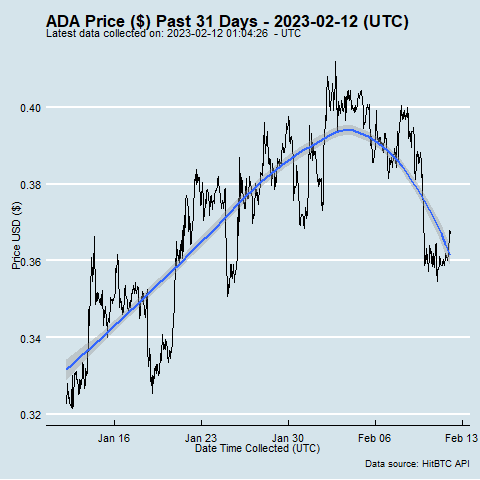 ADA Price ($) Past 31 Days - 2023-02-12 (UTC)
Latest data collected on: 2023-02-12 01:04:26 - UTC
0.40
0.38
0.36
0.34
0.32
Price USD ($)
Jan 16 Jan 23 Jan 30 Feb 06 Feb 13
Date Time Collected (UTC)
Data source: HitBTC API